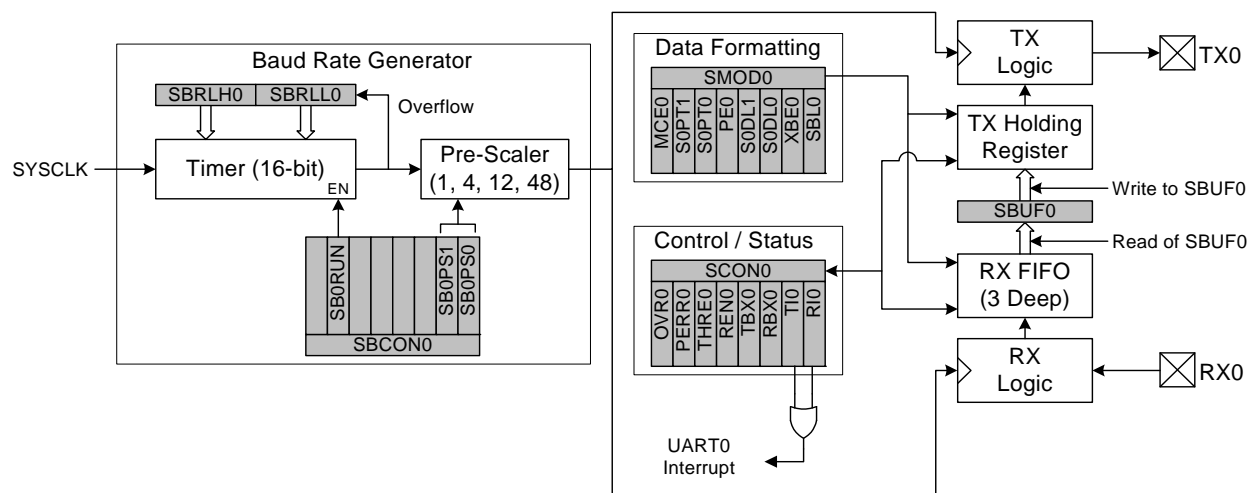 Baud Rate Generator
SBRLH0 SBRLL0
Overflow
SYSCLK
Timer (16-bit)
EN
Pre-Scaler
(1, 4, 12, 48)
SB0RUN
SB0PS1
SB0PS0
SBCON0
Data Formatting
SMOD0
MCE0
S0PT1
S0PT0
PE0
S0DL1
S0DL0
XBE0
SBL0
Control / Status
SCON0
OVR0
PERR0
THRE0
REN0
TBX0
RBX0
TI0
RI0
UART0
Interrupt
TX
Logic
TX0
TX Holding
Register
Write to SBUF0
SBUF0
Read of SBUF0
RX FIFO
(3 Deep)
RX
Logic
RX0